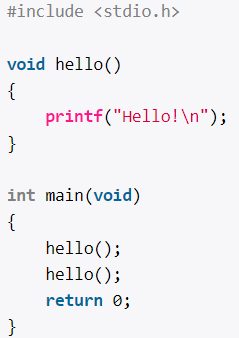 #include <stdio.h>

void hello()
{
    printf("Hello!\n");
}

int main(void)
{
    hello();
    hello();
    return 0;
}